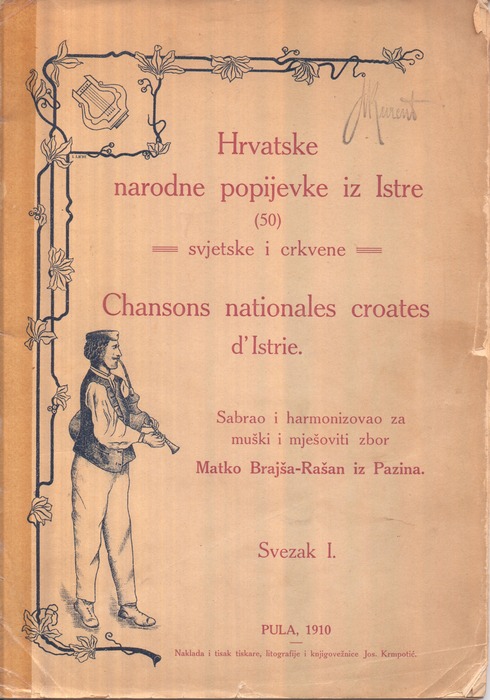 Hrvatske
narodne popijevke iz Istre
(50)
svjetske i crkvene
Chansons nationales croates
d'Istrie.
Sabrao i harmonizovao za
muški i mješoviti zbor
Matko Brajša-Rašan iz Pazina.
Svezak I.
PULA, 1910
Naklada i tisak tiskare, litografije i knjigovežnice Jos. Krmpotić.